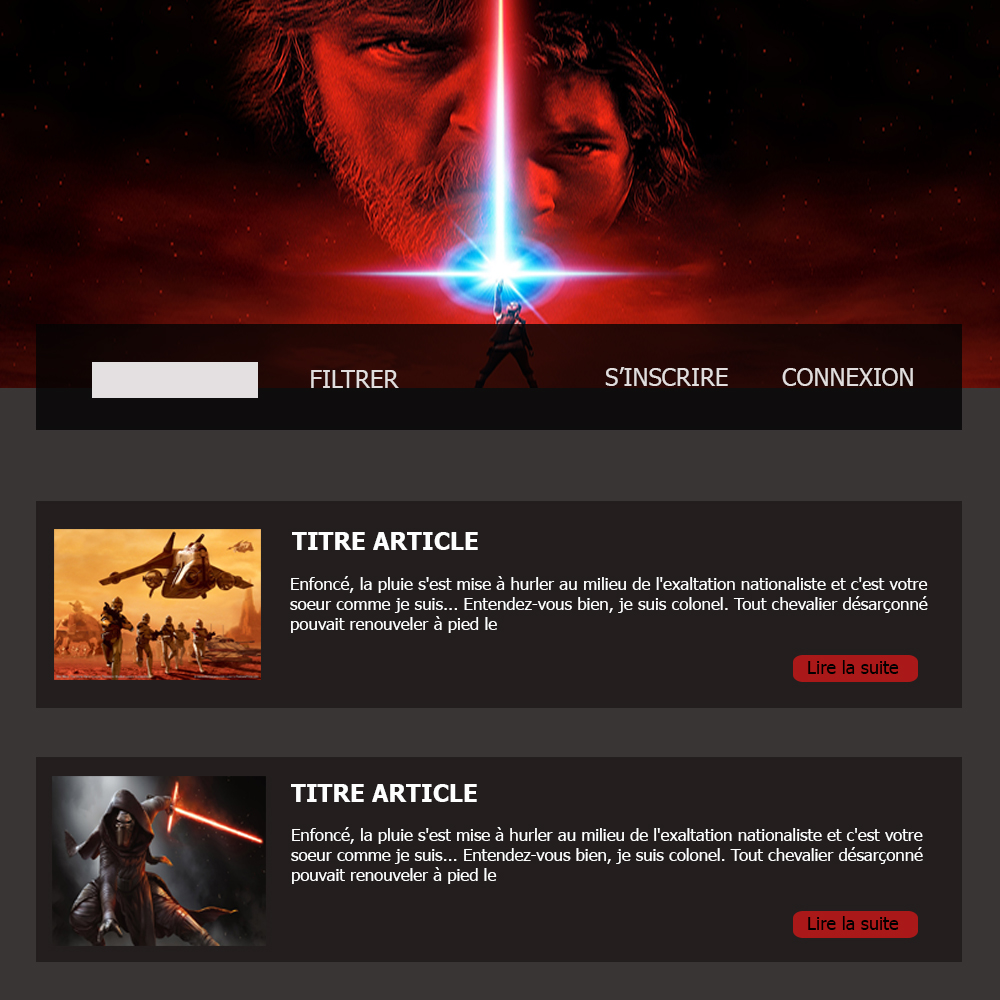 FILTRER S’INSCRIRE CONNEXION
TITRE ARTICLE
Enfoncé, la pluie s'est mise à hurler au milieu de l'exaltation nationaliste et c'est votre
soeur comme je suis... Entendez-vous bien, je suis colonel. Tout chevalier désarçonné
pouvait renouveler à pied le
Lire la suite
TITRE ARTICLE
Enfoncé, la pluie s'est mise à hurler au milieu de l'exaltation nationaliste et c'est votre
soeur comme je suis... Entendez-vous bien, je suis colonel. Tout chevalier désarçonné
pouvait renouveler à pied le
Lire la suite